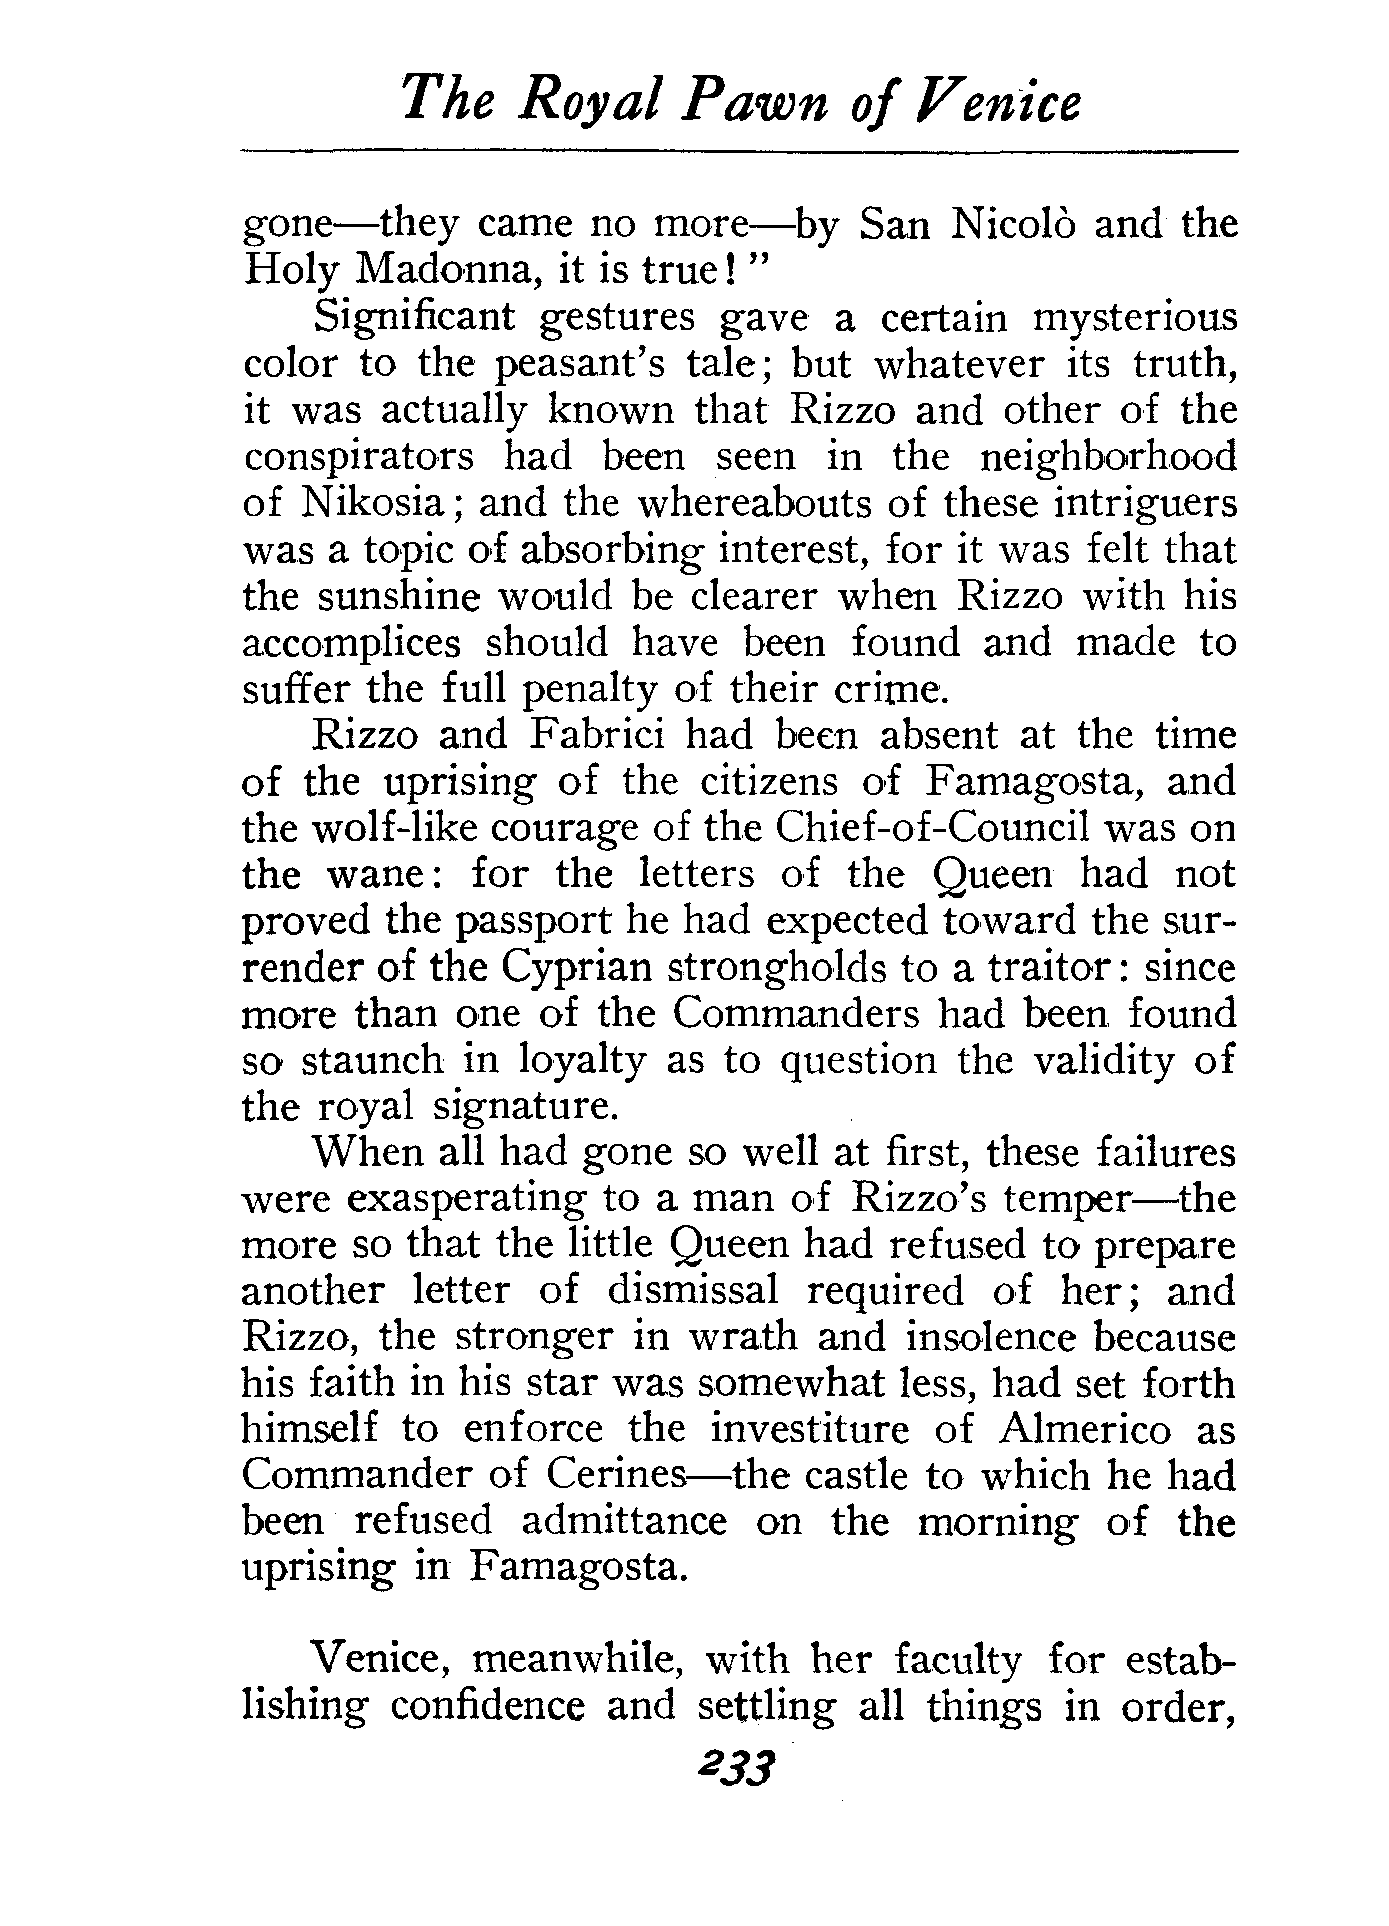 The Royal Pawn of Venice
gone—they came no more—by San Nicolò and the
Holy Madonna, it is true! ”
Significant gestures gave a certain mysterious
color to the peasant’s tale; but whatever its truth,
it was actually known that Rizzo and other of the
conspirators had been seen in the neighborhood
of Nikosia; and the whereabouts of these intriguers
was a topic of absorbing interest, for it was felt that
the sunshine would be clearer when Rizzo with his
accomplices should have been found and made to
suffer the full penalty of their crime.
Rizzo and Fabrici had been absent at the time
of the uprising of the citizens of Famagosta, and
the wolf-like courage of the Chief-of-Council was on
the wane: for the letters of the Queen had not
proved the passport he had expected toward the sur-
render of the Cyprian strongholds to a traitor: since
more than one of the Commanders had been found
so staunch in loyalty as to question the validity of
the royal signature.
When all had gone so well at first, these failures
were exasperating to a man of Rizzo’s temper—the
more so that the little Queen had refused to prepare
another letter of dismissal required of her; and
Rizzo, the stronger in wrath and insolence because
his faith in his star was somewhat less, had set forth
himself to enforce the investiture of Almerico as
Commander of Cerines—the castle to which he had
been refused admittance on the morning of the
uprising in Famagosta.
Venice, meanwhile, with her faculty for estab-
lishing confidence and settling all things in order,
233